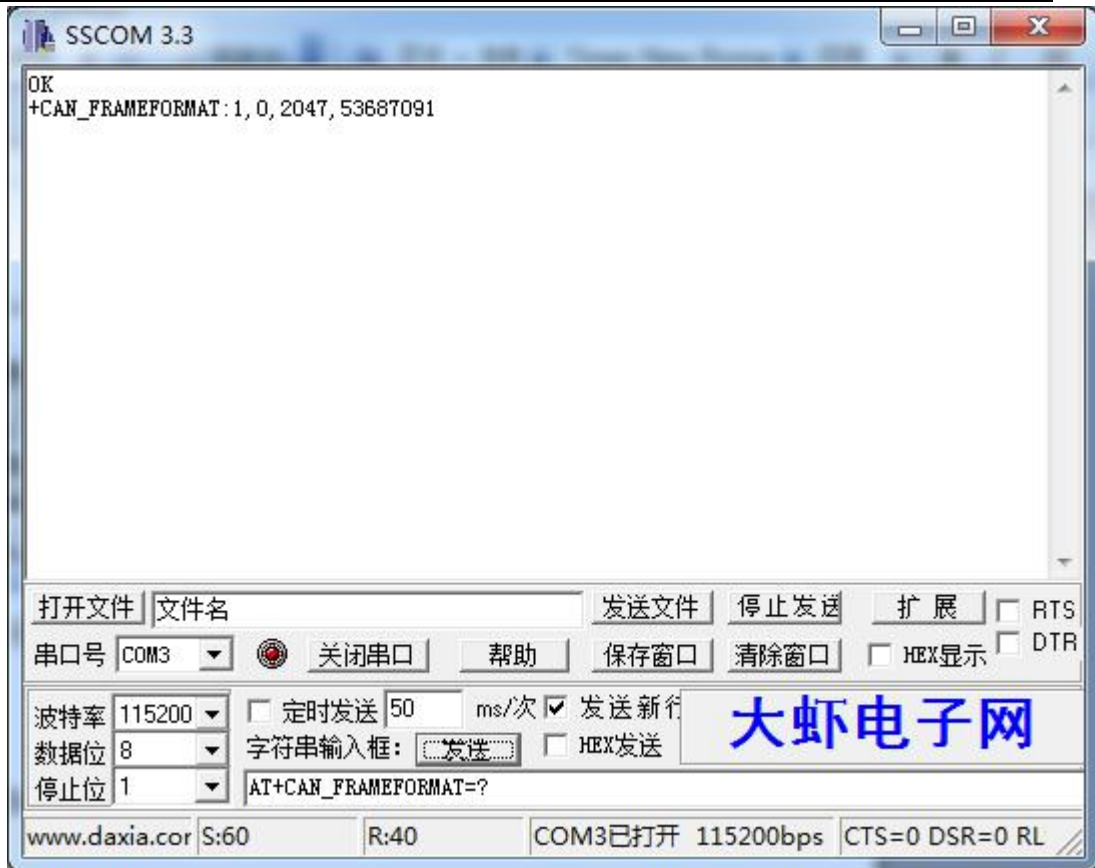 SSCOM 3.3
OK
+CAN_FRAMEFORMAT:1,0,2047,53687091
打开文件 文件名 发送文件 停止发送 扩 展 RTS
串口号 COM3 关闭串口 帮助 保存窗口 清除窗口 HEX显示 DTR
波特率 115200 定时发送 50 ms/次 发送新行 大虾电子网
数据位 8 字符串输入框: 发送 HEX发送
停止位 1 AT+CAN_FRAMEFORMAT=?
www.daxia.cor S:60 R:40 COM3已打开 115200bps CTS=0 DSR=0 RL